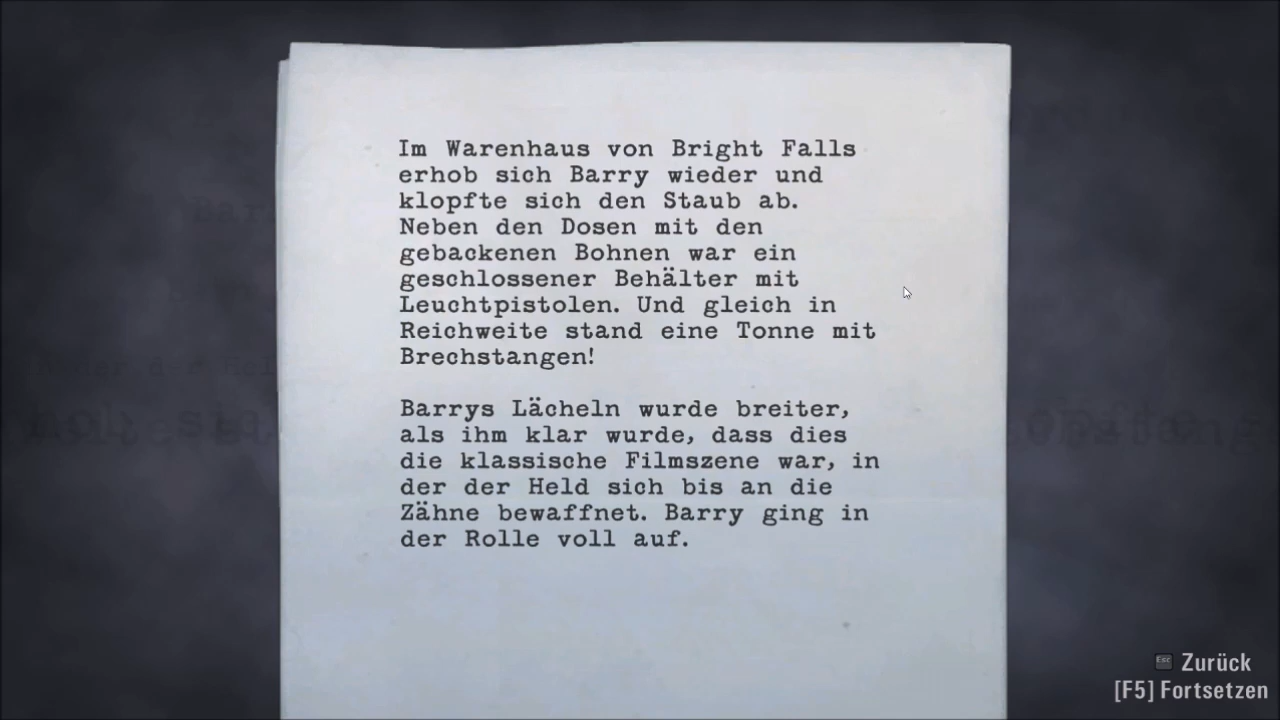 Im Warenhaus von Bright Falls
erhob sich Barry wieder und
klopfte sich den Staub ab.
Neben den Dosen mit den
gebackenen Bohnen war ein
geschlossener Behälter mit
Leuchtpistolen. Und gleich in
Reichweite stand eine Tonne mit
Brechstangen!
Barrys Lächeln wurde breiter,
als ihm klar wurde, dass dies
die klassische Filmszene war, in
der der Held sich bis an die
Zähne bewaffnet. Barry ging in
der Rolle voll auf.
Esc Zurück
[F5] Fortsetzen